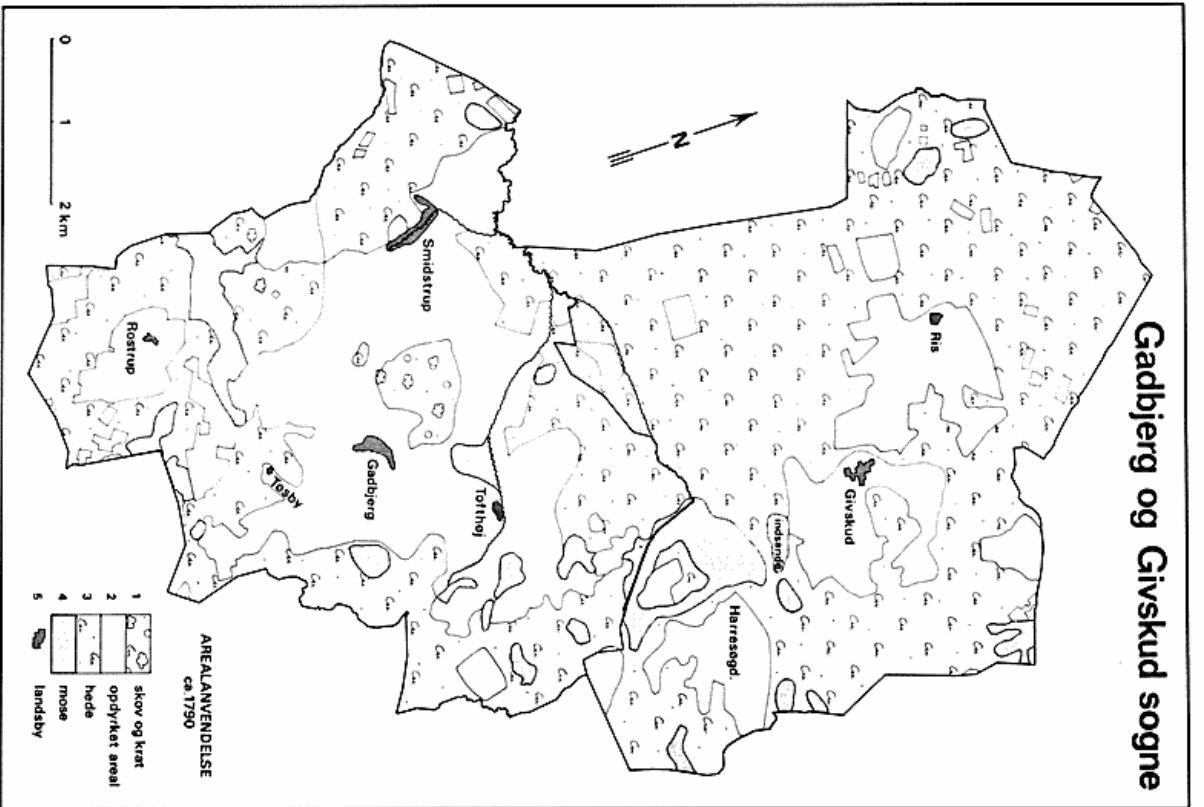 Gadbjerg og Givskud sogne
Ris
Givskud
indsande
Harresøgd.
Smidstrup
Tofthøj
Gadbjerg
Tosby
Rostrup
N
0 1 2 km
AREALANVENDELSE
ca.1790
1 skov og krat
2 opdyrket areal
3 hede
4 mose
5 landsby